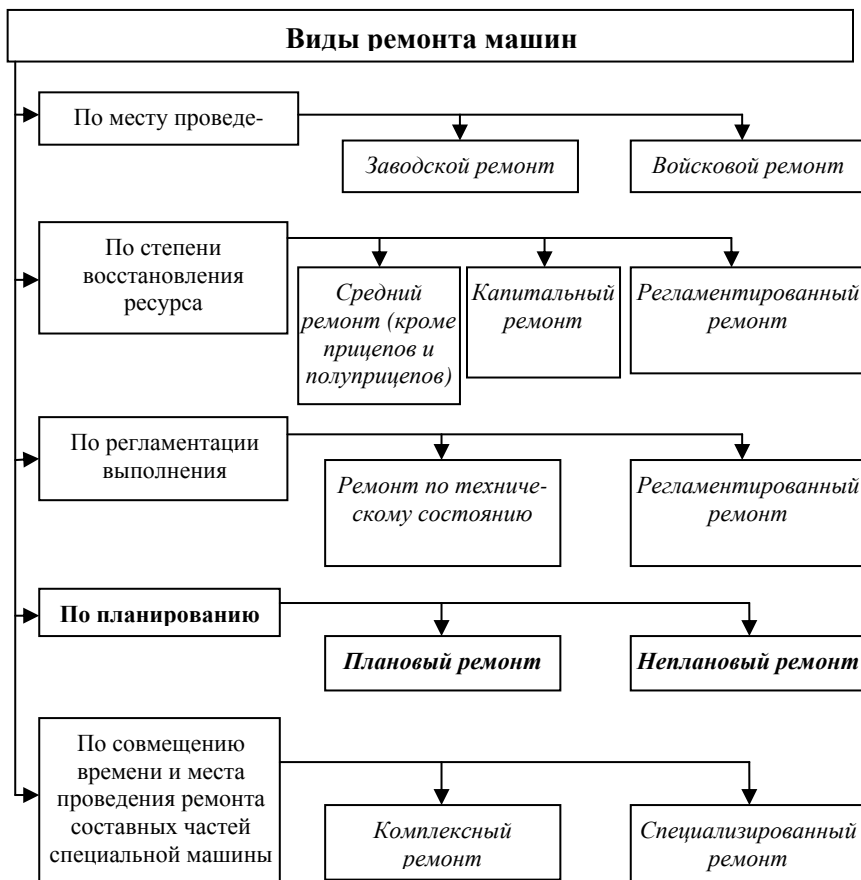 Виды ремонта машин
По месту проведе-
Заводской ремонт
Войсковой ремонт
По степени
восстановления
ресурса
Средний
ремонт (кроме
прицепов и
полуприцепов)
Капитальный
ремонт
Регламентированный
ремонт
По регламентации
выполнения
Ремонт по техниче-
скому состоянию
Регламентированный
ремонт
По планированию
Плановый ремонт
Неплановый ремонт
По совмещению
времени и места
проведения ремонта
составных частей
специальной машины
Комплексный
ремонт
Специализированный
ремонт